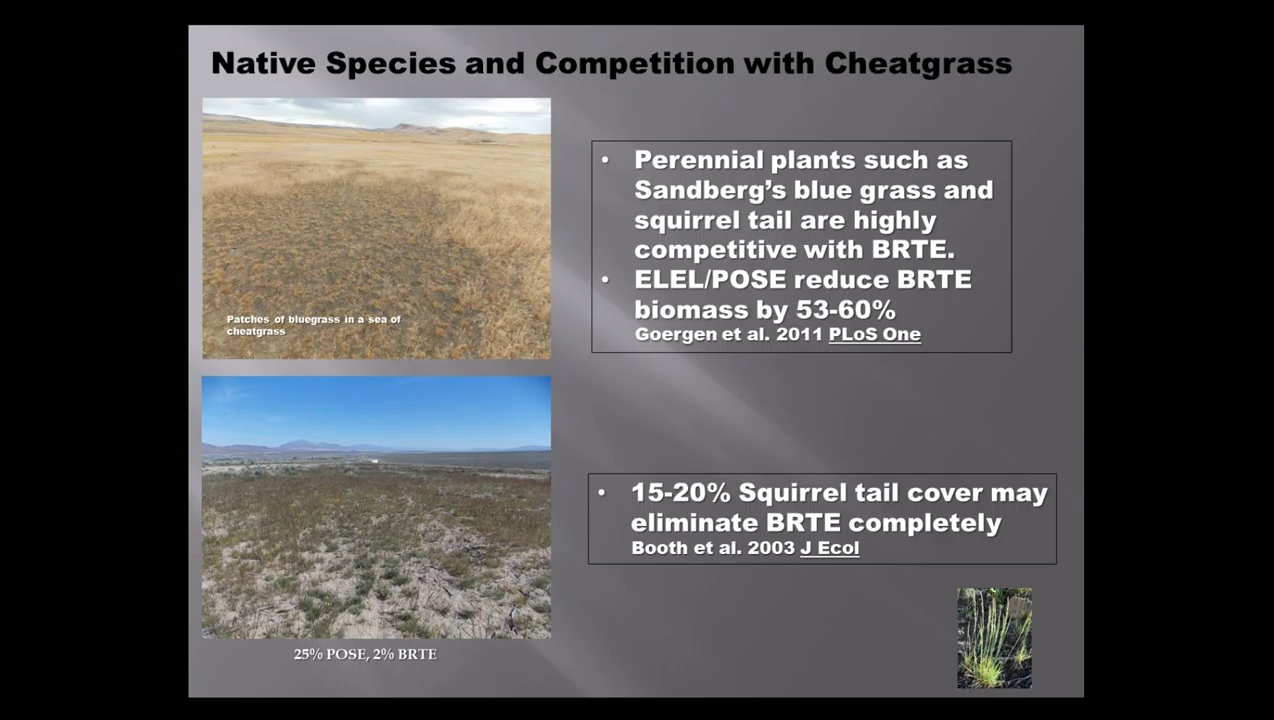 Native Species and Competition with Cheatgrass
Patches of bluegrass in a sea of
cheatgrass
• Perennial plants such as
Sandberg’s blue grass and
squirrel tail are highly
competitive with BRTE.
• ELEL/POSE reduce BRTE
biomass by 53-60%
Goergen et al. 2011 PLoS One
• 15-20% Squirrel tail cover may
eliminate BRTE completely
Booth et al. 2003 J Ecol
25% POSE, 2% BRTE